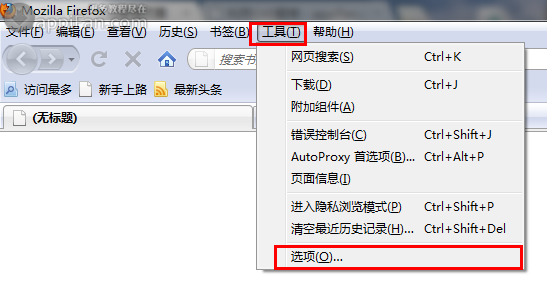 Mozilla Firefox
文件(F) 编辑(E) 查看(V) 历史(S) 书签(B) 工具(T) 帮助(H)
网页搜索(S) Ctrl+K
搜索书
下载(D) Ctrl+J
访问最多 新手上路 最新头条
附加组件(A)
(无标题)
错误控制台(C) Ctrl+Shift+J
AutoProxy 首选项(B)... Ctrl+Alt+P
页面信息(I)
进入隐私浏览模式(P) Ctrl+Shift+P
清空最近历史记录(H)... Ctrl+Shift+Del
选项(O)...